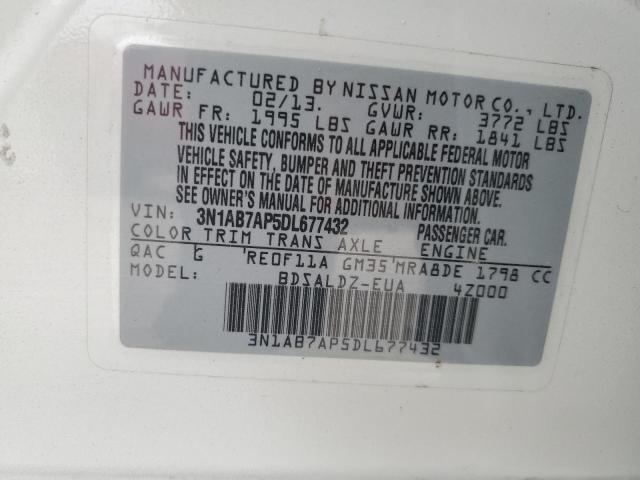 MANUFACTURED BY NISSAN MOTOR CO., LTD.
DATE: 02/13. GVWR: 3772 LBS
GAWR FR: 1995 LBS GAWR RR: 1841 LBS
THIS VEHICLE CONFORMS TO ALL APPLICABLE FEDERAL MOTOR
VEHICLE SAFETY, BUMPER AND THEFT PREVENTION STANDARDS
IN EFFECT ON THE DATE OF MANUFACTURE SHOWN ABOVE.
SEE OWNER'S MANUAL FOR ADDITIONAL INFORMATION.
VIN: 3N1AB7AP5DL677432 PASSENGER CAR.
COLOR TRIM TRANS AXLE ENGINE
QAC G RE0F11A GM35 MRA8DE 1798 CC
MODEL: BDSALDZ-EUA 4Z000
3N1AB7AP5DL677432